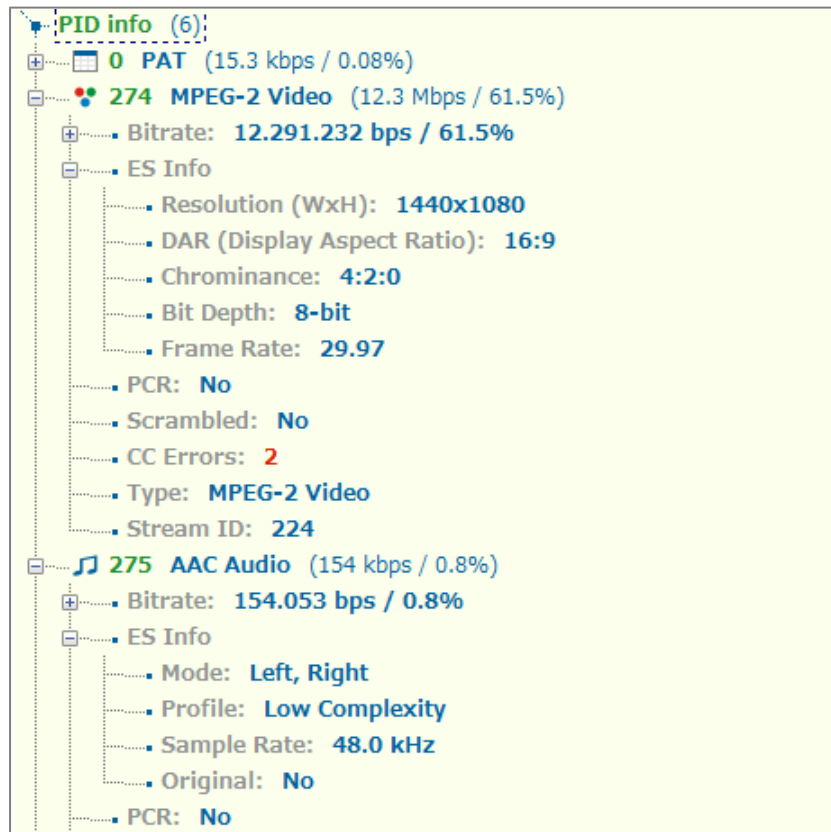 PID info (6)
0 PAT (15.3 kbps / 0.08%)
274 MPEG-2 Video (12.3 Mbps / 61.5%)
Bitrate: 12.291.232 bps / 61.5%
ES Info
Resolution (WxH): 1440x1080
DAR (Display Aspect Ratio): 16:9
Chrominance: 4:2:0
Bit Depth: 8-bit
Frame Rate: 29.97
PCR: No
Scrambled: No
CC Errors: 2
Type: MPEG-2 Video
Stream ID: 224
275 AAC Audio (154 kbps / 0.8%)
Bitrate: 154.053 bps / 0.8%
ES Info
Mode: Left, Right
Profile: Low Complexity
Sample Rate: 48.0 kHz
Original: No
PCR: No